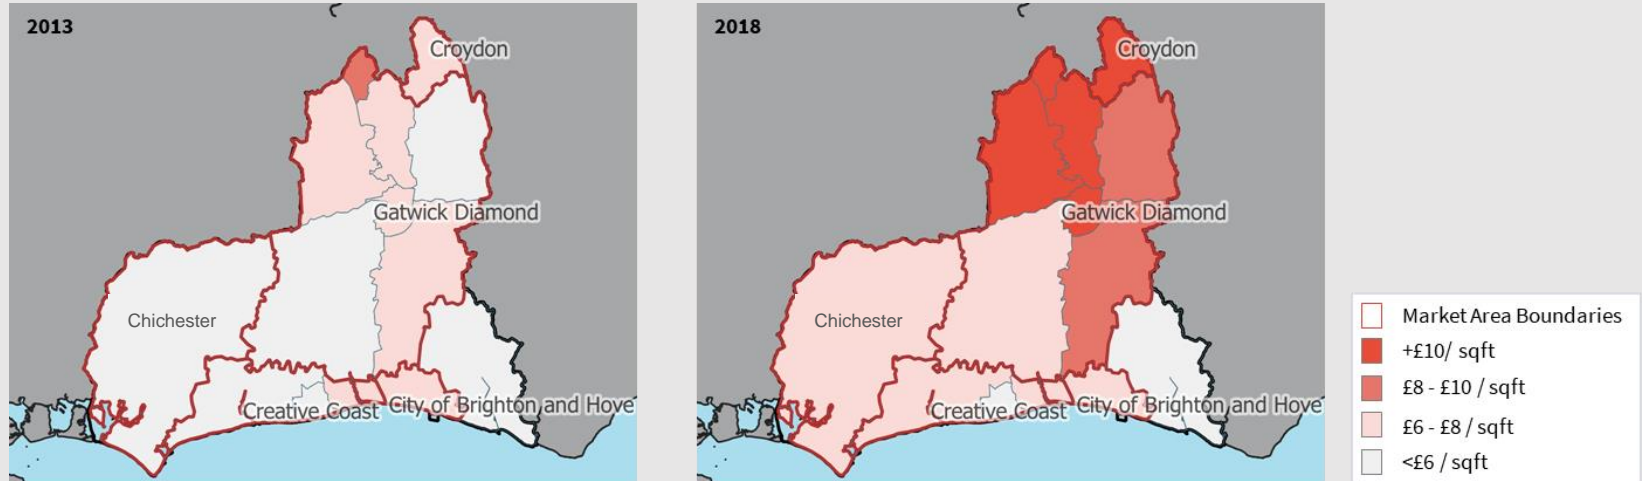 2013
Croydon
Gatwick Diamond
Chichester
Creative Coast
City of Brighton and Hove
2018
Croydon
Gatwick Diamond
Chichester
Creative Coast
City of Brighton and Hove
Market Area Boundaries
+£10/ sqft
£8 - £10 / sqft
£6 - £8 / sqft
<£6 / sqft